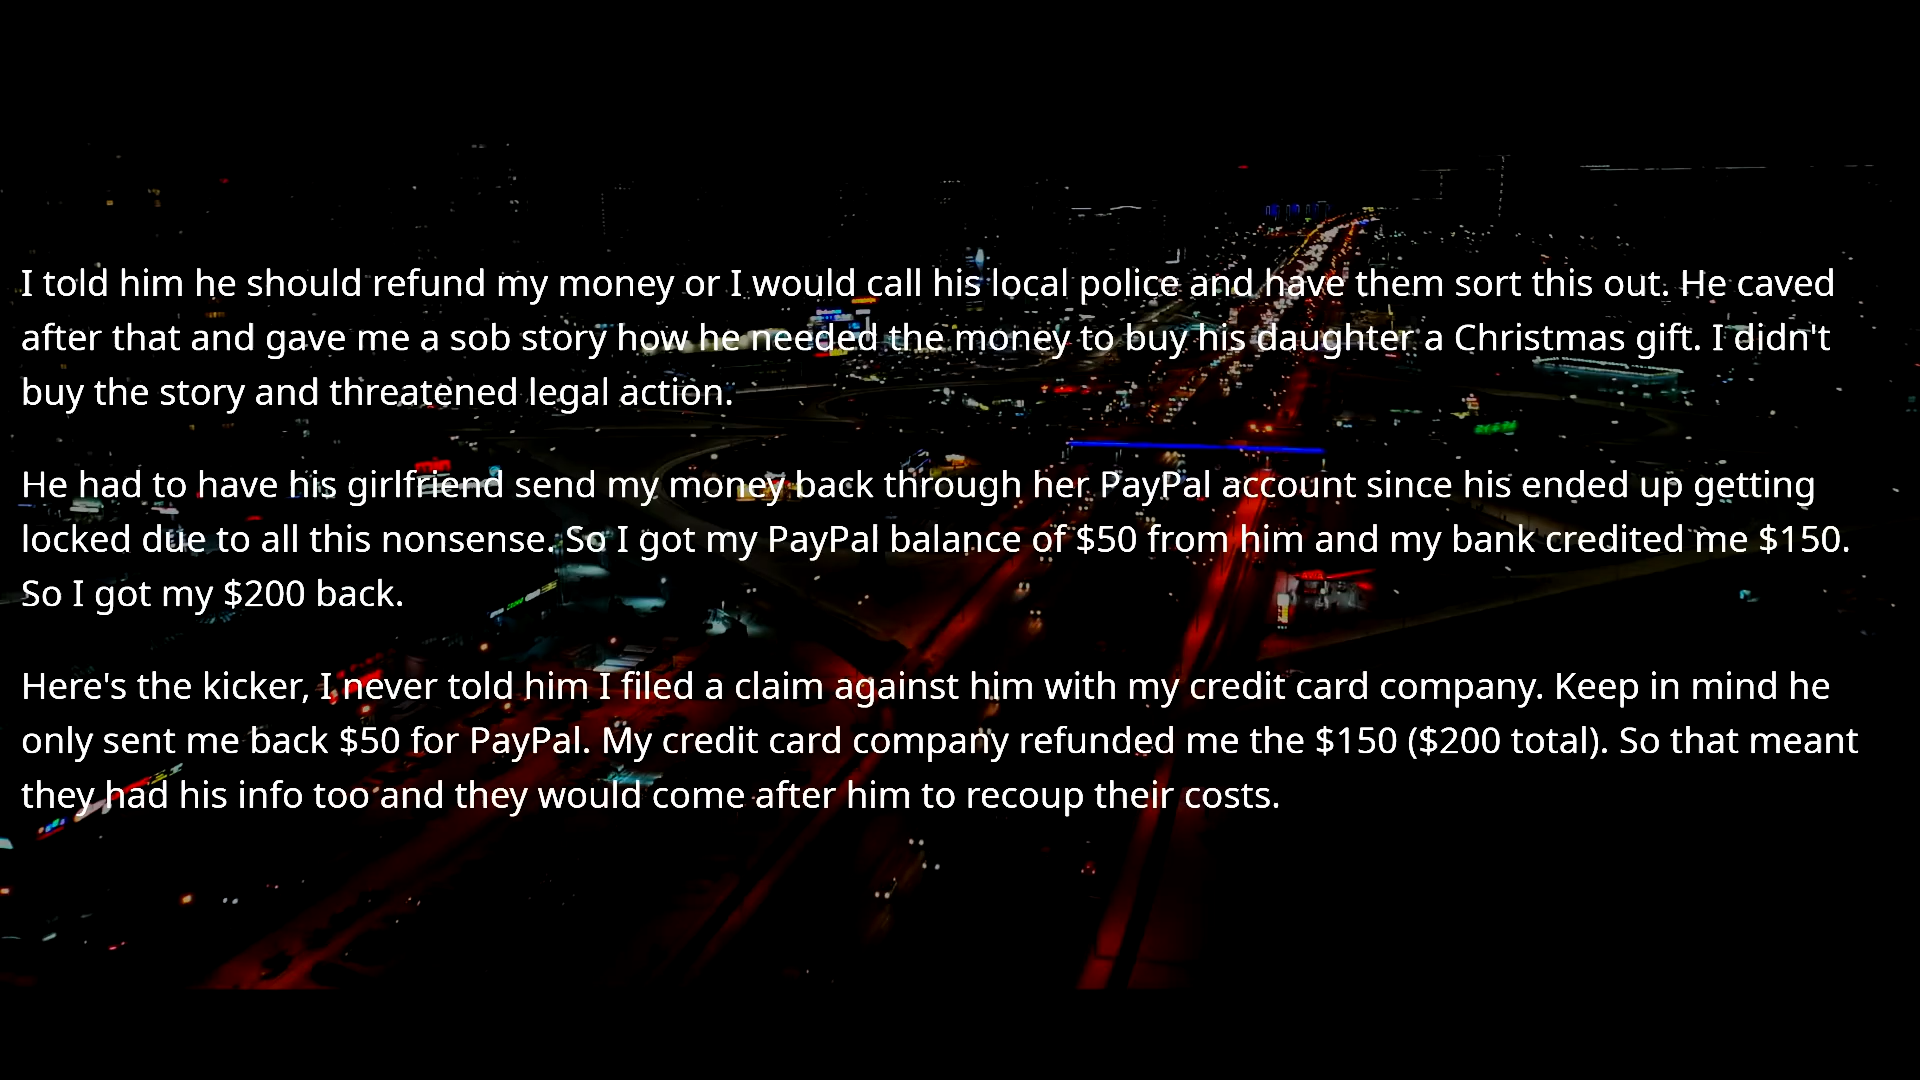 I told him he should refund my money or I would call his local police and have them sort this out. He caved
after that and gave me a sob story how he needed the money to buy his daughter a Christmas gift. I didn't
buy the story and threatened legal action.
He had to have his girlfriend send my money back through her PayPal account since his ended up getting
locked due to all this nonsense. So I got my PayPal balance of $50 from him and my bank credited me $150.
So I got my $200 back.
Here's the kicker, I never told him I filed a claim against him with my credit card company. Keep in mind he
only sent me back $50 for PayPal. My credit card company refunded me the $150 ($200 total). So that meant
they had his info too and they would come after him to recoup their costs.